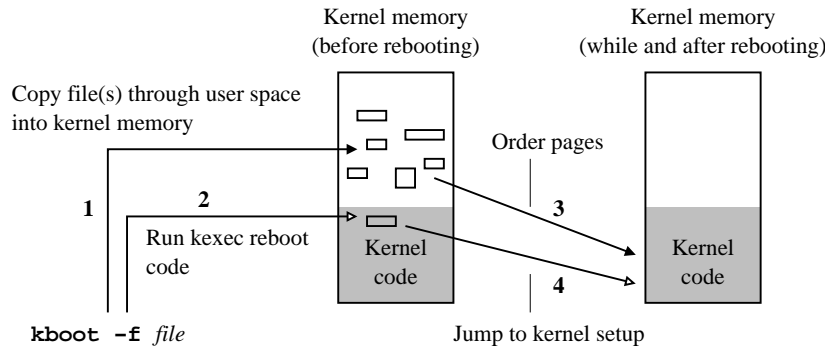 Kernel memory
(before rebooting)
Kernel memory
(while and after rebooting)
Copy file(s) through user space
into kernel memory
Order pages
1
2
3
Run kexec reboot
code
Kernel
code
Kernel
code
4
kboot –f file
Jump to kernel setup